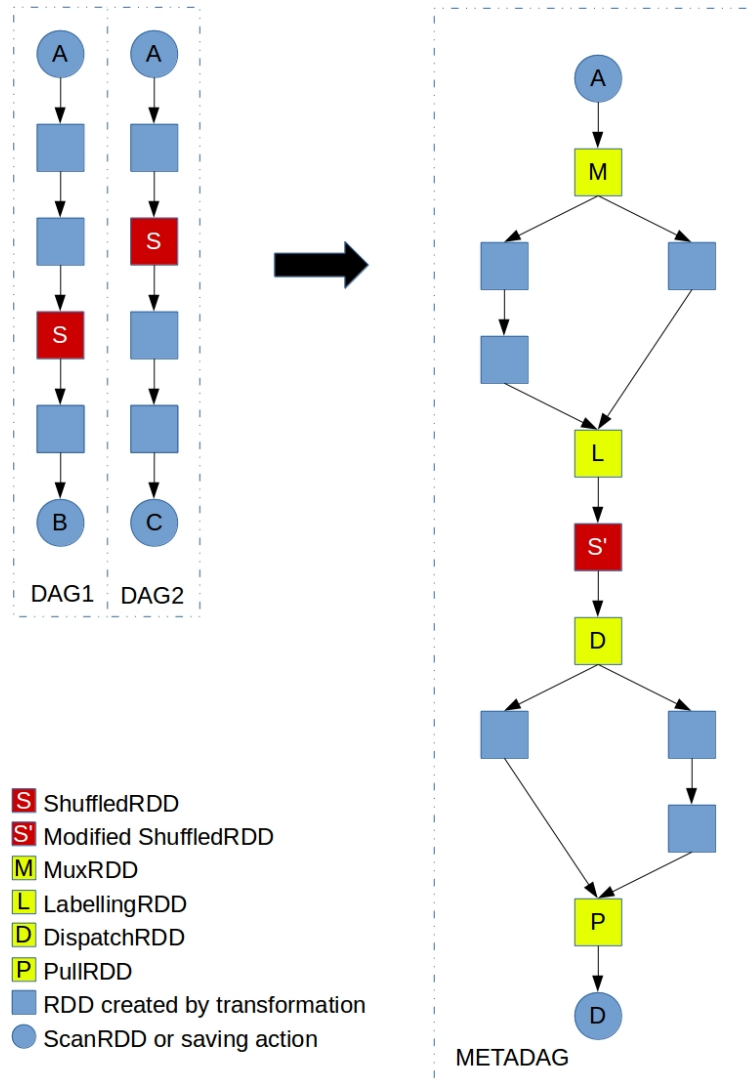 A
A
A
M
S
S
L
B
C
S'
DAG1
DAG2
D
S ShuffledRDD
S' Modified ShuffledRDD
M MuxRDD
L LabellingRDD
D DispatchRDD
P PullRDD
RDD created by transformation
ScanRDD or saving action
P
D
METADAG